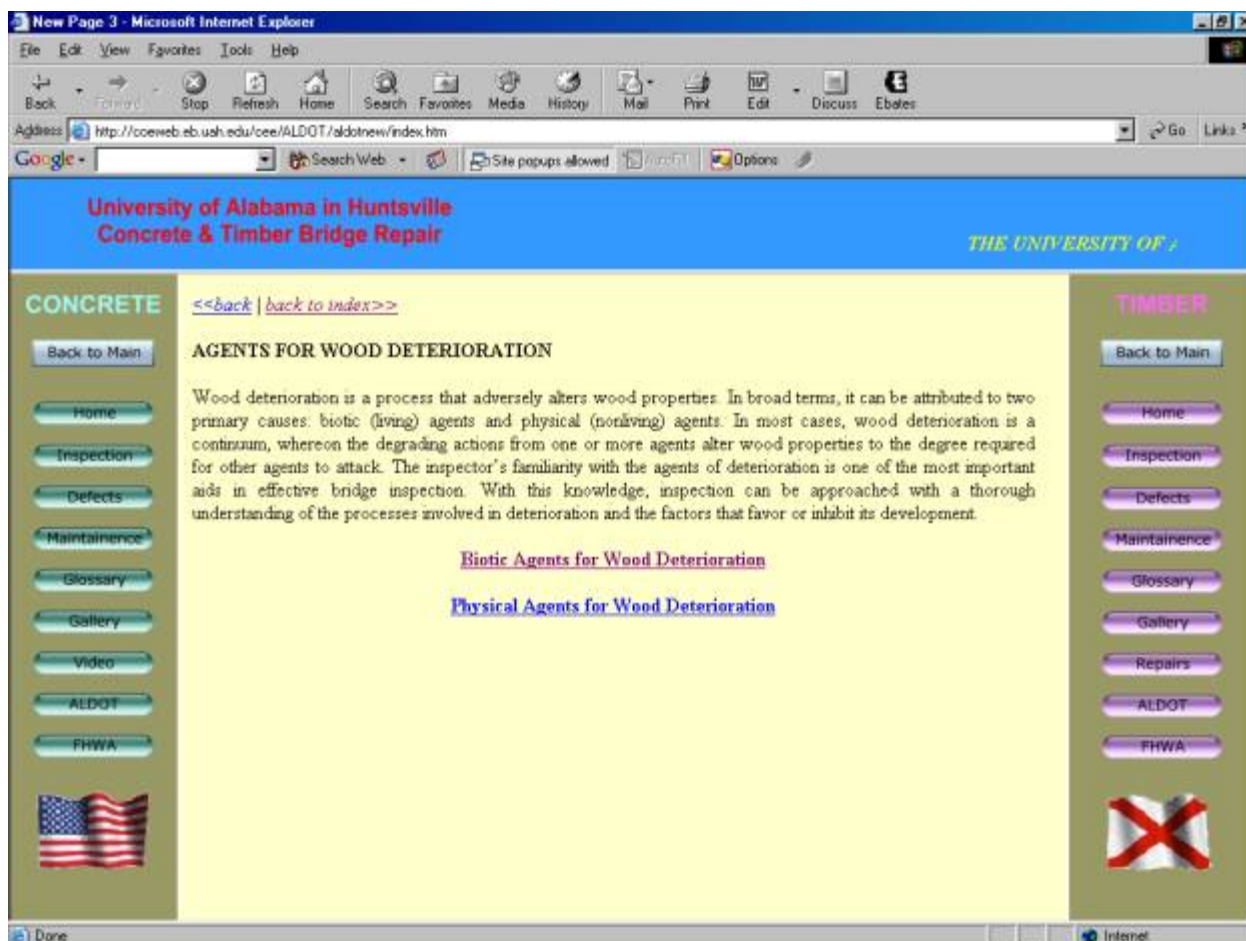 New Page 3 - Microsoft Internet Explorer
File Edit View Favorites Tools Help
Back Forward Stop Refresh Home Search Favorites Media History Mail Print Edit Discuss Ebates
Address http://coeweb.eb.uah.edu/cee/ALDOT/aldotnew/index.htm Go Links
Google Search Web Site popups allowed AutoFill Options
University of Alabama in Huntsville
Concrete & Timber Bridge Repair
THE UNIVERSITY OF
CONCRETE
Back to Main
Home
Inspection
Defects
Maintainence
Glossary
Gallery
Video
ALDOT
FHWA
<<back | back to index>>
AGENTS FOR WOOD DETERIORATION
Wood deterioration is a process that adversely alters wood properties. In broad terms, it can be attributed to two
primary causes: biotic (living) agents and physical (nonliving) agents. In most cases, wood deterioration is a
continuum, whereon the degrading actions from one or more agents alter wood properties to the degree required
for other agents to attack. The inspector's familiarity with the agents of deterioration is one of the most important
aids in effective bridge inspection. With this knowledge, inspection can be approached with a thorough
understanding of the processes involved in deterioration and the factors that favor or inhibit its development.
Biotic Agents for Wood Deterioration
Physical Agents for Wood Deterioration
TIMBER
Back to Main
Home
Inspection
Defects
Maintainence
Glossary
Gallery
Repairs
ALDOT
FHWA
Done
Internet